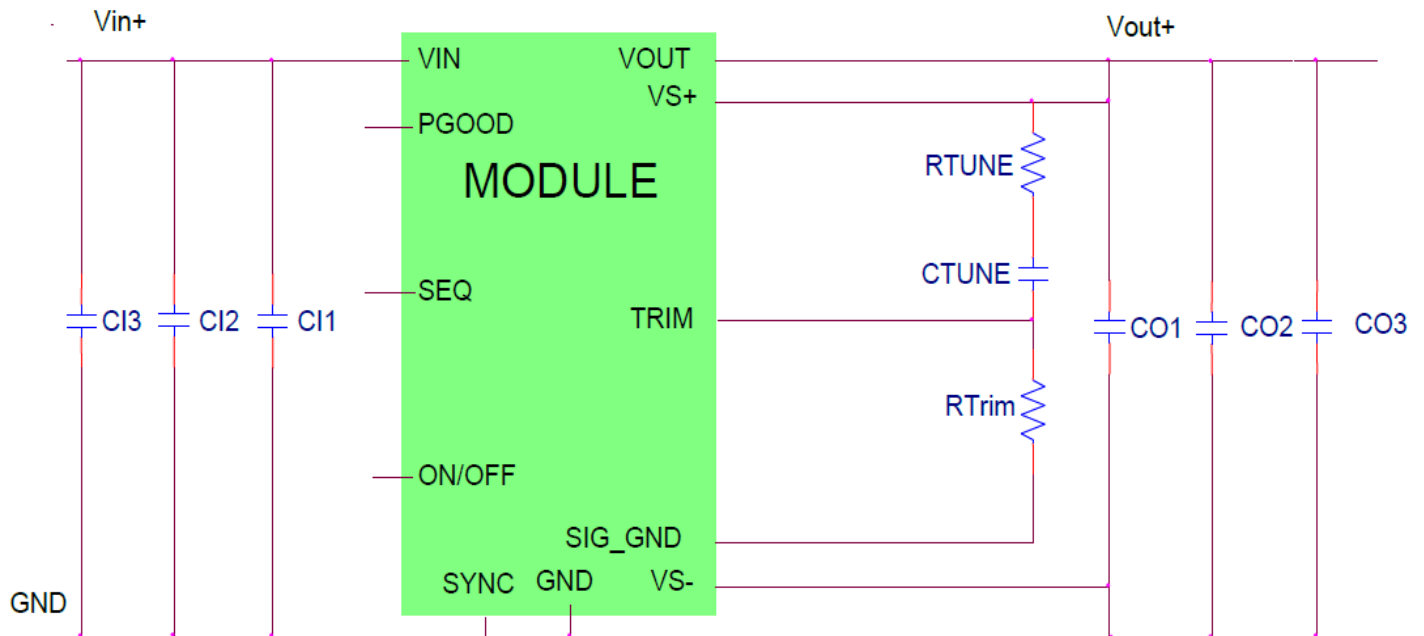 Vin+
Vout+
VIN
VOUT
VS+
PGOOD
MODULE
RTUNE
CTUNE
SEQ
TRIM
CI3
CI2
CI1
CO1
CO2
CO3
RTrim
ON/OFF
SIG_GND
SYNC
GND
VS-
GND